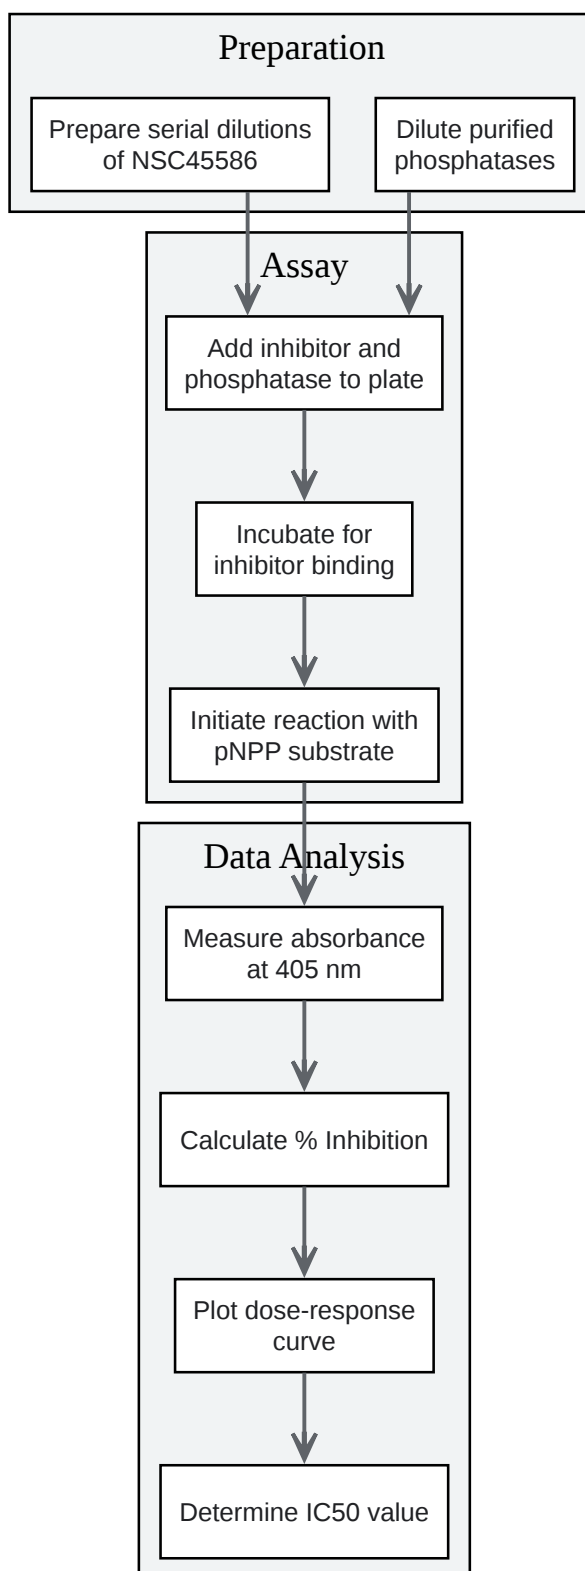 Preparation
Prepare serial dilutions
of NSC45586
Dilute purified
phosphatases
Assay
Add inhibitor and
phosphatase to plate
Incubate for
inhibitor binding
Initiate reaction with
pNPP substrate
Data Analysis
Measure absorbance
at 405 nm
Calculate % Inhibition
Plot dose-response
curve
Determine IC50 value